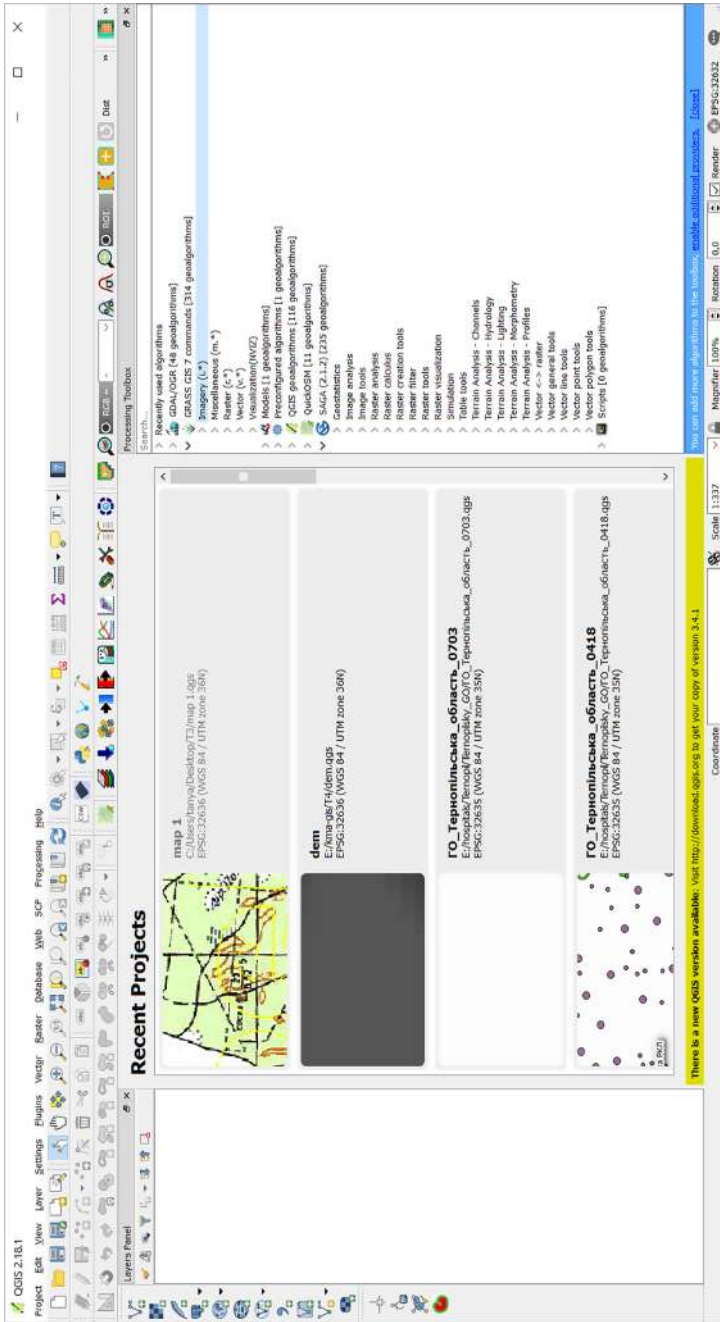 QGIS 2.18.1
Project Edit View Layer Settings Plugins Vector Raster Database Web SCP Processing Help
RGB = - ROI Dist
Layers Panel
Recent Projects
map 1
C:/Users/tanya/Desktop/T3/map 1.qgs
EPSG:32636 (WGS 84 / UTM zone 36N)
dem
E:/kma-gis/T4/dem.qgs
EPSG:32636 (WGS 84 / UTM zone 36N)
ГО_Тернопільська_область_0703
E:/hospitals/Ternopl/Ternoplisky_GO/ГО_Тернопільська_область_0703.qgs
EPSG:32635 (WGS 84 / UTM zone 35N)
ГО_Тернопільська_область_0418
E:/hospitals/Ternopl/Ternoplisky_GO/ГО_Тернопільська_область_0418.qgs
EPSG:32635 (WGS 84 / UTM zone 35N)
There is a new QGIS version available: Visit http://download.qgis.org to get your copy of version 3.4.1
Processing Toolbox
Search...
Recently used algorithms
GDAL/OGR [48 geoalgorithms]
GRASS GIS 7 commands [314 geoalgorithms]
Imagery (i.*)
Miscellaneous (m.*)
Raster (r.*)
Vector (v.*)
Visualization(NVIZ)
Models [1 geoalgorithms]
Preconfigured algorithms [1 geoalgorithms]
QGIS geoalgorithms [116 geoalgorithms]
QuickOSM [11 geoalgorithms]
SAGA (2.1.2) [235 geoalgorithms]
Geostatistics
Image analysis
Image tools
Raster analysis
Raster calculus
Raster creation tools
Raster filter
Raster tools
Raster visualization
Simulation
Table tools
Terrain Analysis - Channels
Terrain Analysis - Hydrology
Terrain Analysis - Lighting
Terrain Analysis - Morphometry
Terrain Analysis - Profiles
Vector <-> raster
Vector general tools
Vector line tools
Vector point tools
Vector polygon tools
Scripts [0 geoalgorithms]
You can add more algorithms to the toolbox, enable additional providers. [close]
Coordinate Scale 1:337 Magnifier 100% Rotation 0,0 Render EPSG:32632